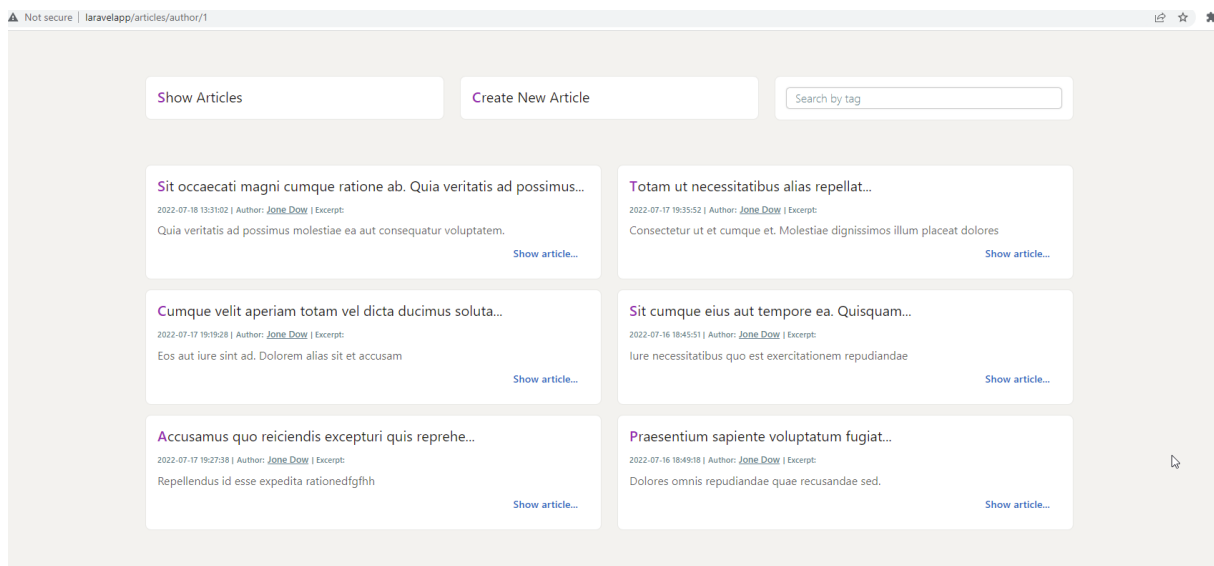 Not secure | laravelapp/articles/author/1
Show Articles
Create New Article
Search by tag
Sit occaecati magni cumque ratione ab. Quia veritatis ad possimus...
2022-07-18 13:31:02 | Author: Jone Dow | Excerpt:
Quia veritatis ad possimus molestiae ea aut consequatur voluptatem.
Show article...
Totam ut necessitatibus alias repellat...
2022-07-17 19:35:52 | Author: Jone Dow | Excerpt:
Consectetur ut et cumque et. Molestiae dignissimos illum placeat dolores
Show article...
Cumque velit aperiam totam vel dicta ducimus soluta...
2022-07-17 19:19:28 | Author: Jone Dow | Excerpt:
Eos aut iure sint ad. Dolorem alias sit et accusam
Show article...
Sit cumque eius aut tempore ea. Quisquam...
2022-07-16 18:45:51 | Author: Jone Dow | Excerpt:
Iure necessitatibus quo est exercitationem repudiandae
Show article...
Accusamus quo reiciendis excepturi quis reprehe...
2022-07-17 19:27:38 | Author: Jone Dow | Excerpt:
Repellendus id esse expedita rationedfgfhh
Show article...
Praesentium sapiente voluptatum fugiat...
2022-07-16 18:49:18 | Author: Jone Dow | Excerpt:
Dolores omnis repudiandae quae recusandae sed.
Show article...